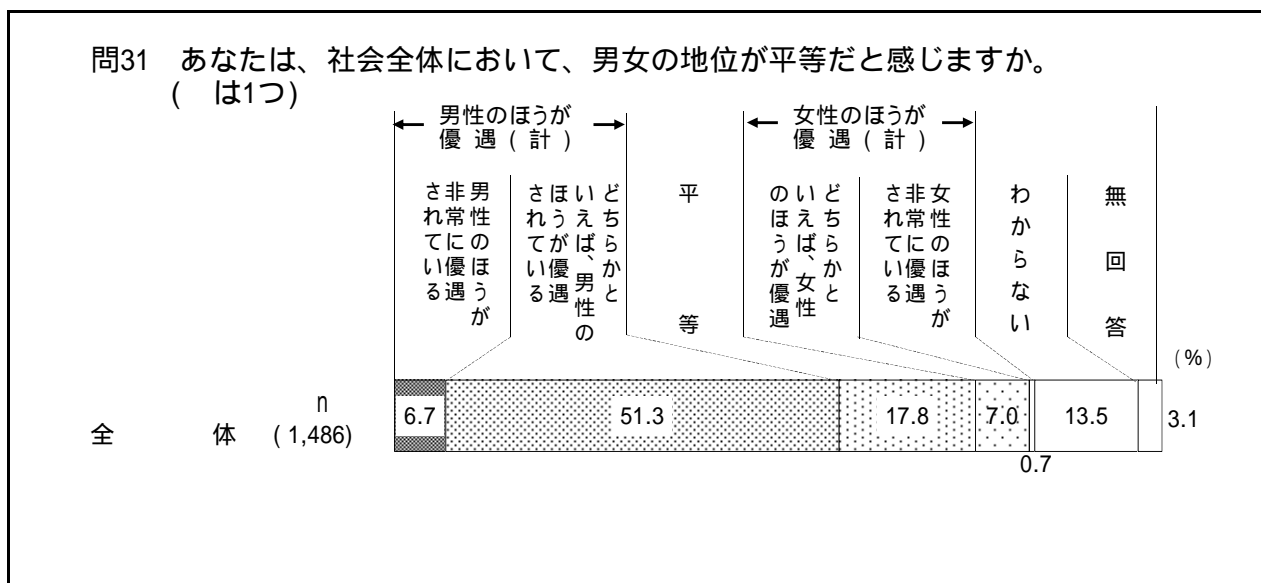 問31　あなたは、社会全体において、男女の地位が平等だと感じますか。
(　は1つ)
男性のほうが
優遇(計)
女性のほうが
優遇(計)
男性のほうが
非常に優遇
されている
どちらかと
いえば、男性の
ほうが優遇
されている
平等
どちらかと
いえば、女性
のほうが優遇
女性のほうが
非常に優遇
されている
わからない
無回答
(%)
n
全体 (1,486)
6.7 51.3 17.8 7.0 13.5 3.1
0.7